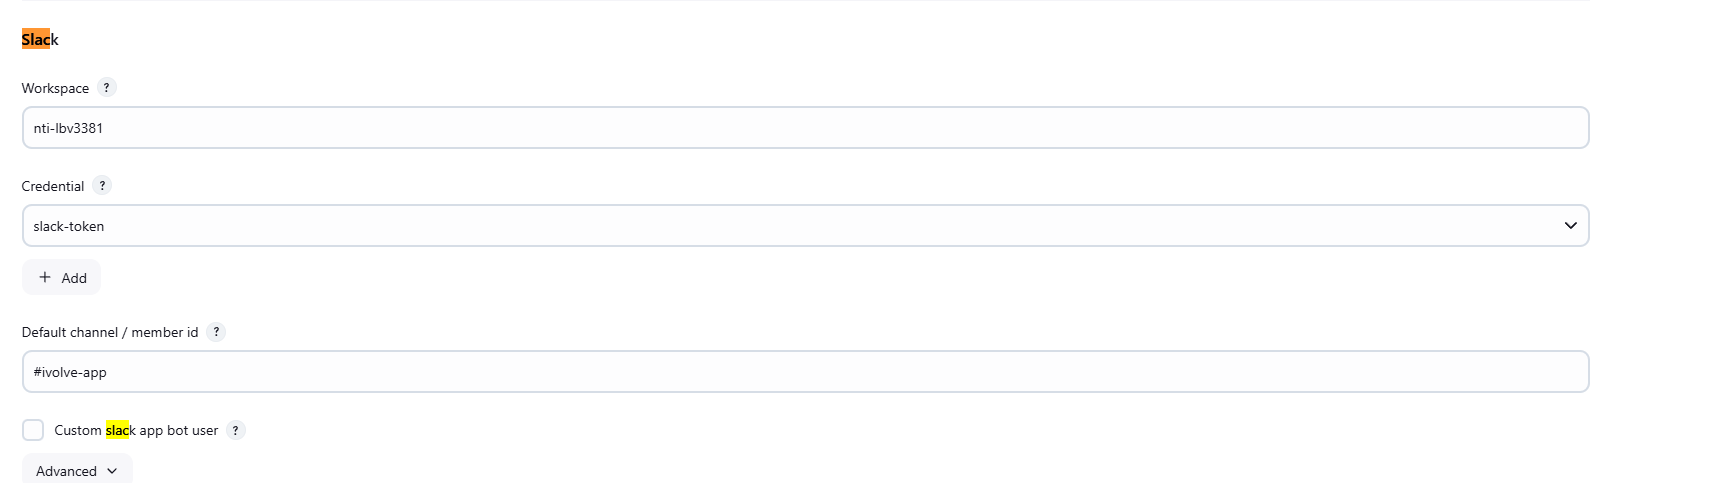 Slack
Workspace ?
nti-lbv3381
Credential ?
slack-token
+ Add
Default channel / member id ?
#ivolve-app
Custom slack app bot user ?
Advanced